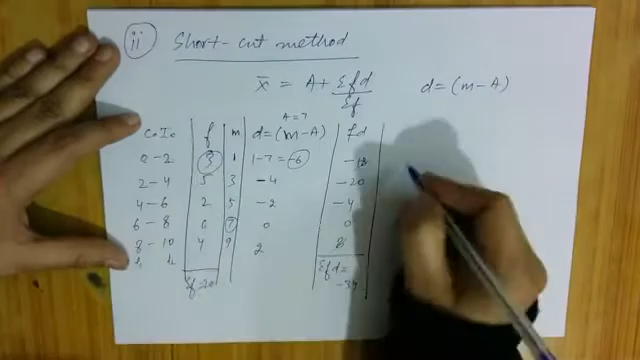 ii Short-cut method
x̄ = A + Σfd / Σf d = (m - A)
A = 7
C.I. f m d = (m - A) fd
0 - 2 3 1 1 - 7 = -6 -18
2 - 4 5 3 -4 -20
4 - 6 2 5 -2 -4
6 - 8 6 7 0 0
8 - 10 4 9 2 8
Σf = 20 Σfd = -34